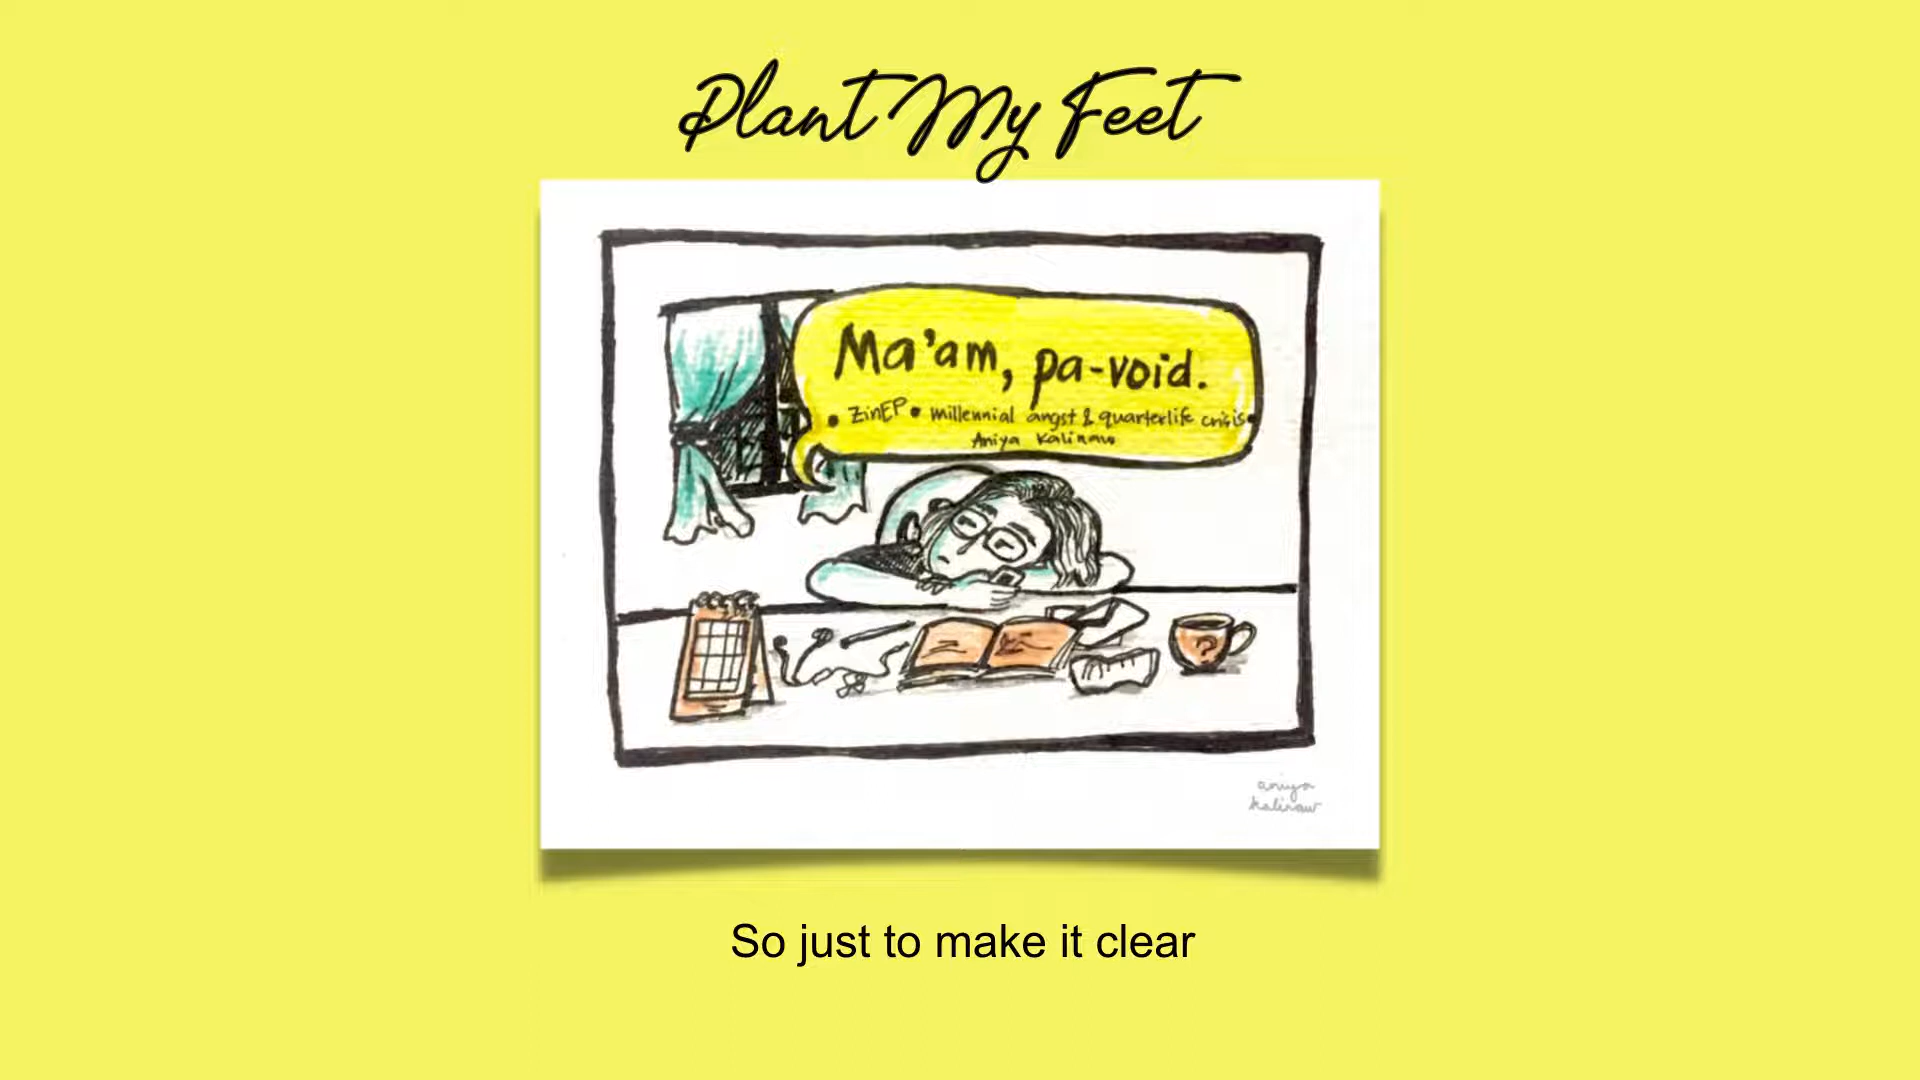 Plant My Feet
Ma'am, pa-void.
• ZinEP • millennial angst & quarterlife crisis •
Aniya Kalinaw
?
aniya
kalinaw
So just to make it clear